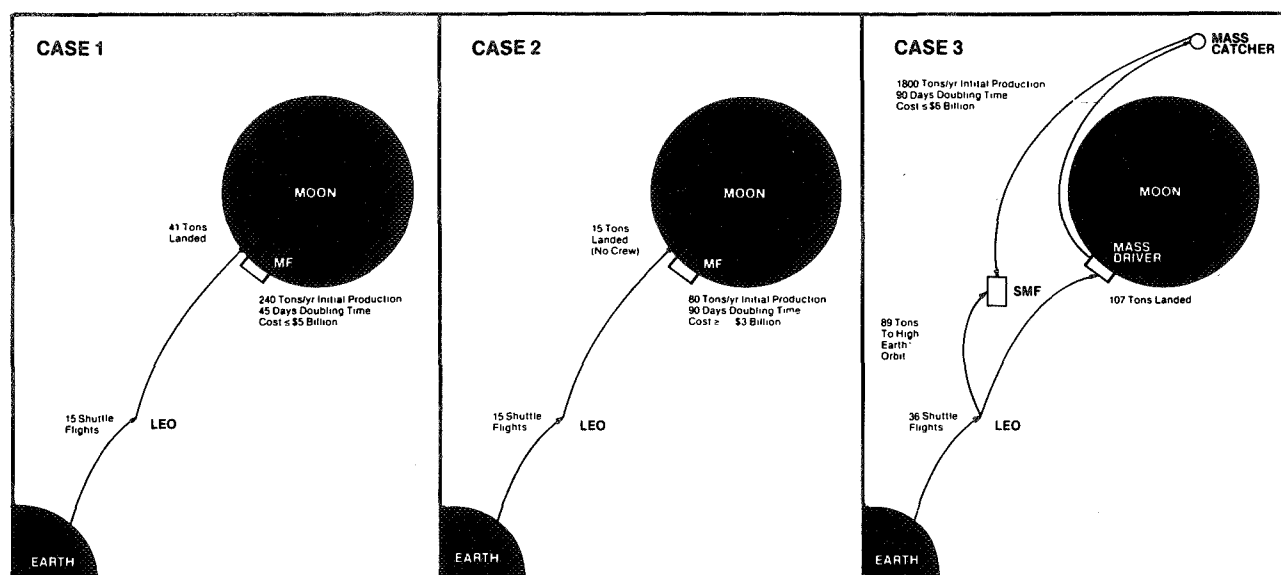 CASE 1
MOON
41 Tons
Landed
MF
240 Tons/yr Initial Production
45 Days Doubling Time
Cost ≤ $5 Billion
15 Shuttle
Flights
LEO
EARTH
CASE 2
MOON
15 Tons
Landed
(No Crew)
MF
80 Tons/yr Initial Production
90 Days Doubling Time
Cost ≥ $3 Billion
15 Shuttle
Flights
LEO
EARTH
CASE 3
MASS
CATCHER
1800 Tons/yr Initial Production
90 Days Doubling Time
Cost ≤ $6 Billion
MOON
MASS
DRIVER
SMF
107 Tons Landed
89 Tons
To High
Earth
Orbit
36 Shuttle
Flights
LEO
EARTH